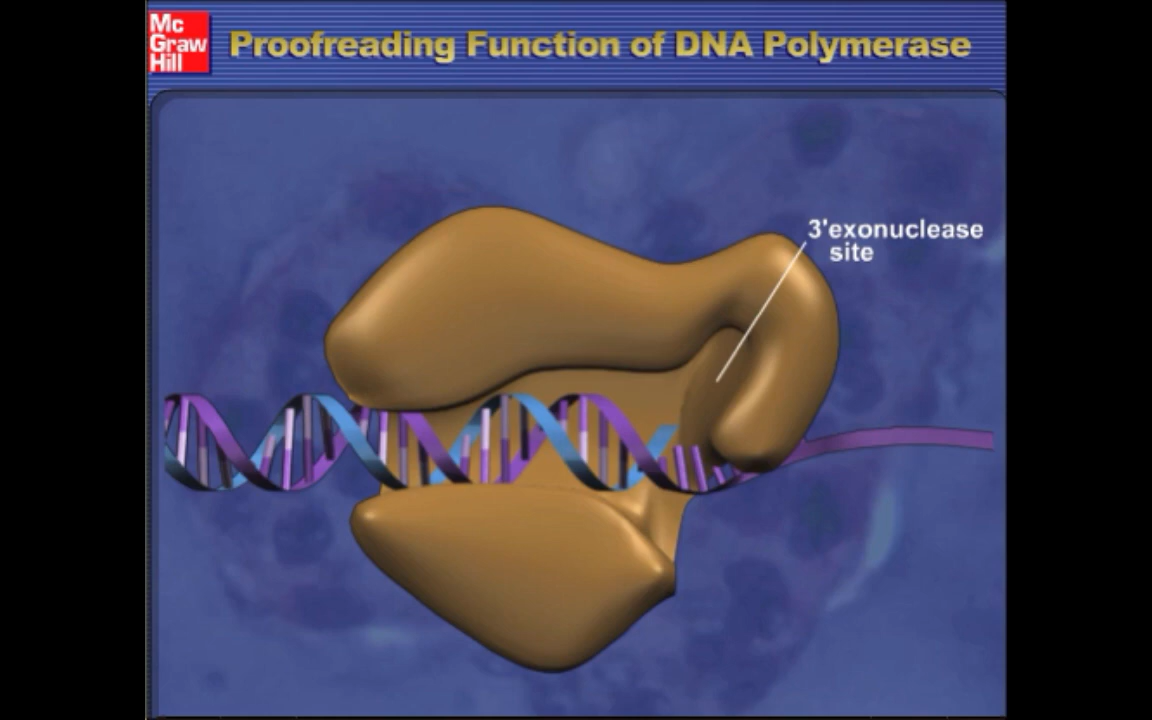 Mc
Graw
Hill
Proofreading Function of DNA Polymerase
3'exonuclease
site